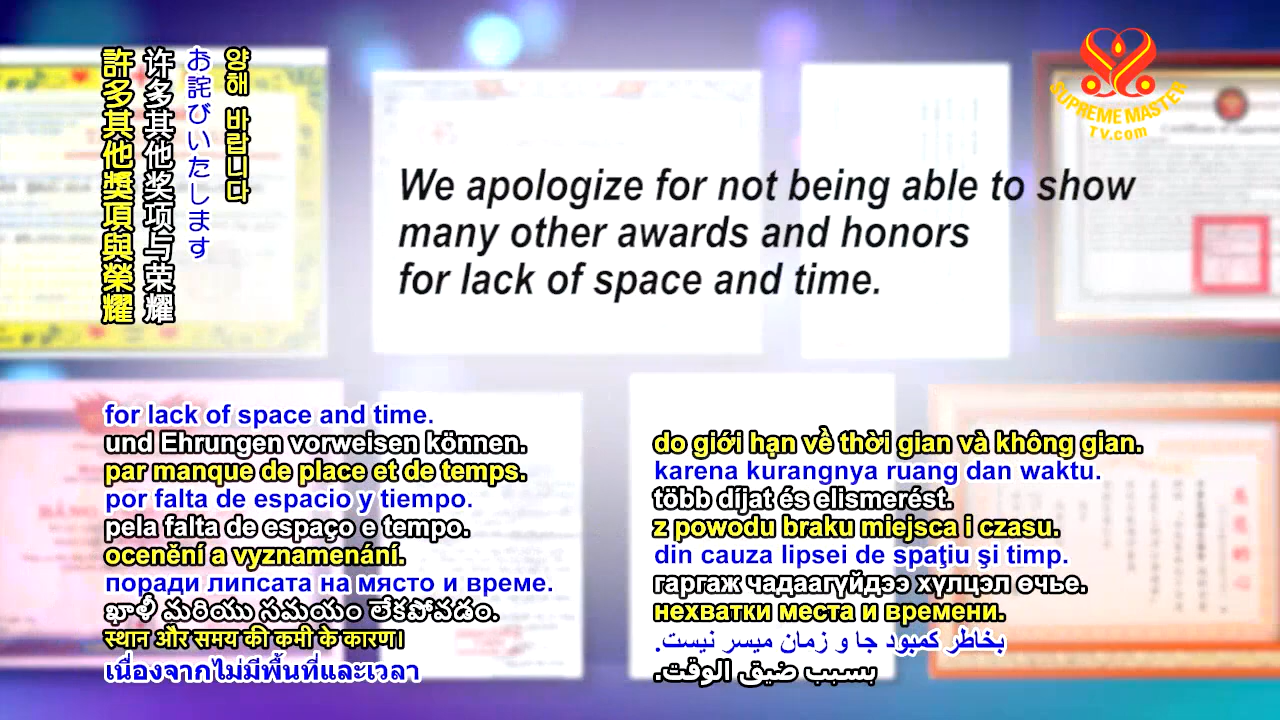 許多其他獎項與榮耀
许多其他奖项与荣耀
お詫びいたします
양해 바랍니다
SUPREME MASTER
TV.com
We apologize for not being able to show
many other awards and honors
for lack of space and time.
for lack of space and time.
und Ehrungen vorweisen können.
par manque de place et de temps.
por falta de espacio y tiempo.
pela falta de espaço e tempo.
ocenění a vyznamenání.
поради липсата на място и време.
ఖాళీ మరియు సమయం లేకపోవడం.
स्थान और समय की कमी के कारण।
เนื่องจากไม่มีพื้นที่และเวลา
do giới hạn về thời gian và không gian.
karena kurangnya ruang dan waktu.
több díjat és elismerést.
z powodu braku miejsca i czasu.
din cauza lipsei de spaţiu şi timp.
гаргаж чадаагүйдээ хүлцэл өчье.
нехватки места и времени.
بخاطر کمبود جا و زمان میسر نیست.
بسبب ضيق الوقت.